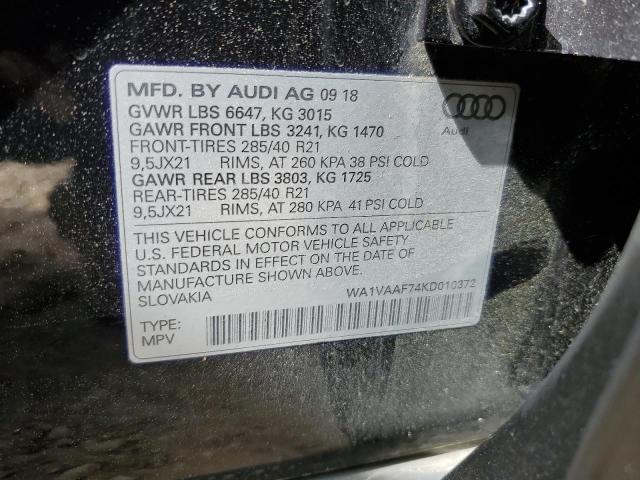 MFD. BY AUDI AG 09 18
GVWR LBS 6647, KG 3015
GAWR FRONT LBS 3241, KG 1470
FRONT-TIRES 285/40 R21
9,5JX21 RIMS, AT 260 KPA 38 PSI COLD
GAWR REAR LBS 3803, KG 1725
REAR-TIRES 285/40 R21
9,5JX21 RIMS, AT 280 KPA 41 PSI COLD
Audi
THIS VEHICLE CONFORMS TO ALL APPLICABLE
U.S. FEDERAL MOTOR VEHICLE SAFETY
STANDARDS IN EFFECT ON THE DATE OF
MANUFACTURE SHOWN ABOVE.
SLOVAKIA
WA1VAAF74KD010372
TYPE:
MPV